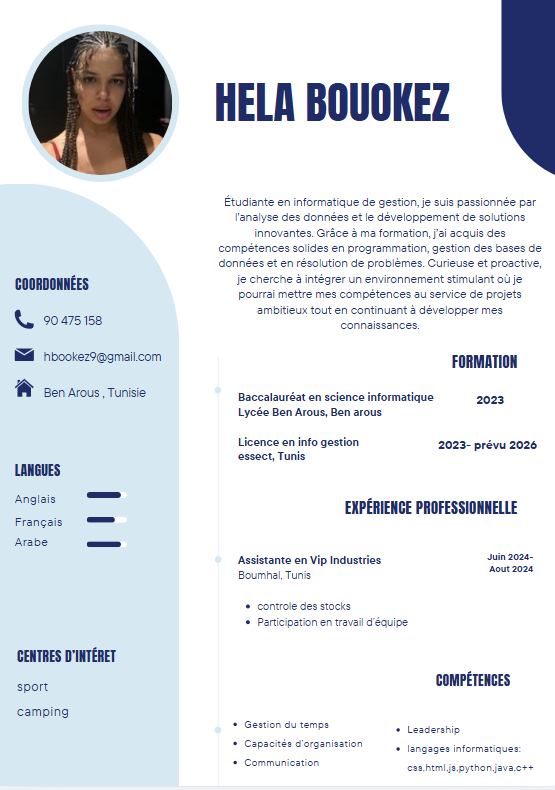 HELA BOUOKEZ
Étudiante en informatique de gestion, je suis passionnée par
l'analyse des données et le développement de solutions
innovantes. Grâce à ma formation, j'ai acquis des
compétences solides en programmation, gestion des bases de
données et en résolution de problèmes. Curieuse et proactive,
je cherche à intégrer un environnement stimulant où je
pourrai mettre mes compétences au service de projets
ambitieux tout en continuant à développer mes
connaissances.
COORDONNÉES
90 475 158
hbookez9@gmail.com
Ben Arous , Tunisie
LANGUES
Anglais
Français
Arabe
CENTRES D'INTÉRET
sport
camping
FORMATION
Baccalauréat en science informatique 2023
Lycée Ben Arous, Ben arous
Licence en info gestion 2023- prévu 2026
essect, Tunis
EXPÉRIENCE PROFESSIONNELLE
Assistante en Vip Industries
Boumhal, Tunis
Juin 2024-
Aout 2024
• controle des stocks
• Participation en travail d'équipe
COMPÉTENCES
• Gestion du temps
• Capacités d'organisation
• Communication
• Leadership
• langages informatiques:
css,html,js,python,java,c++